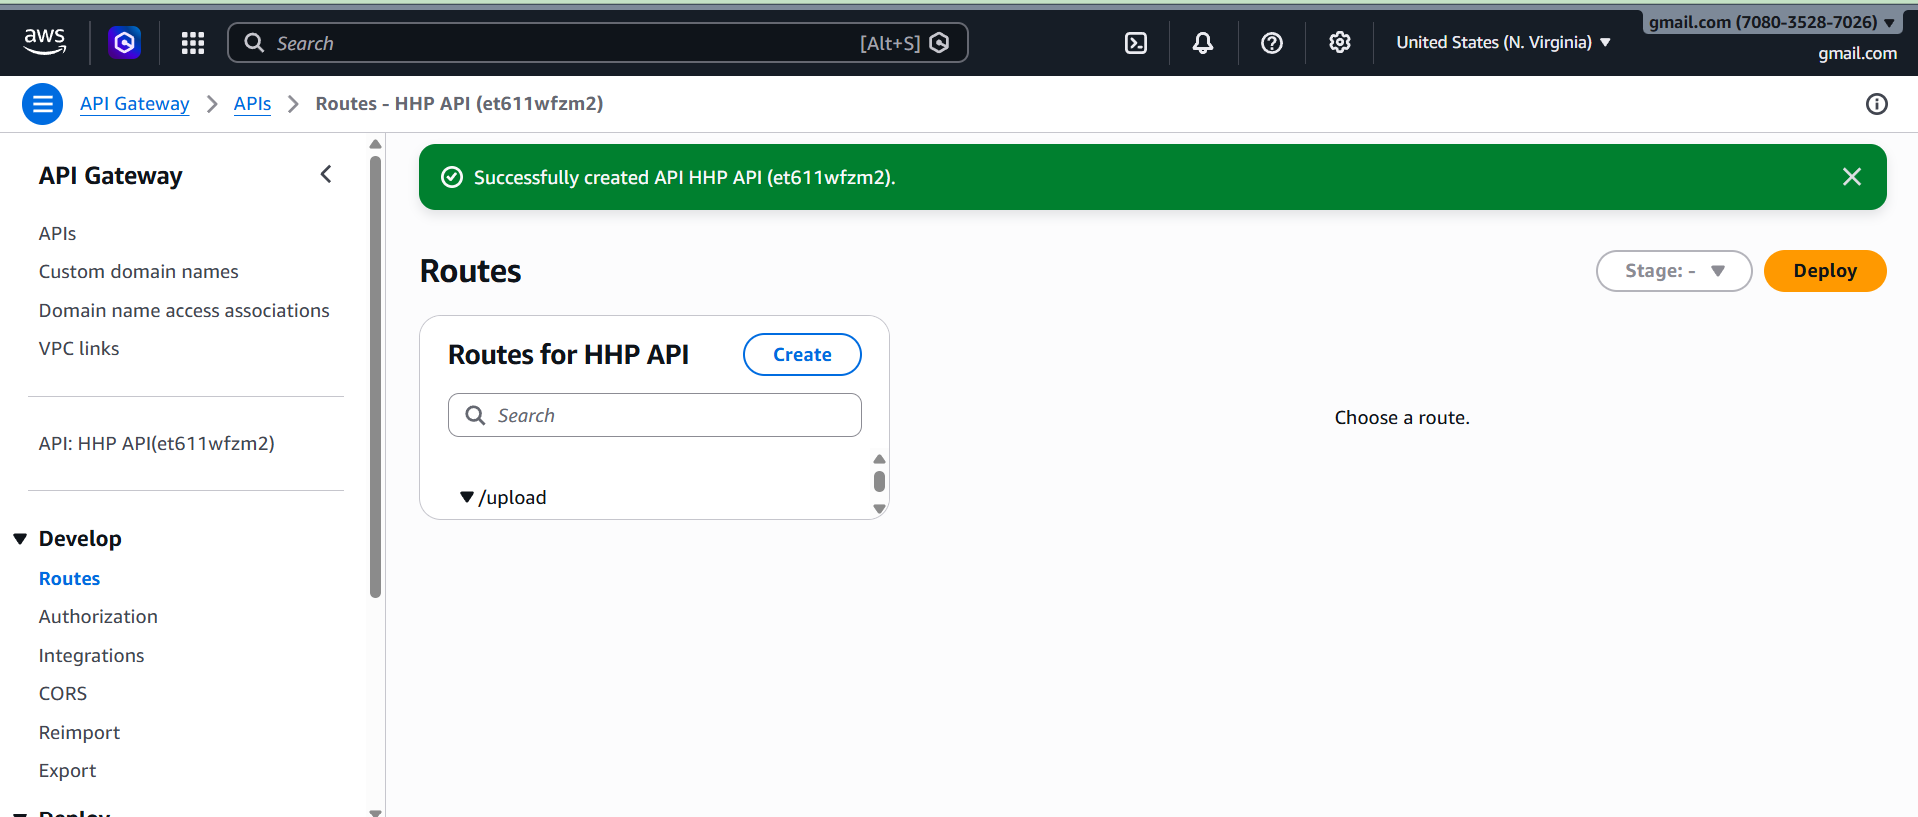 aws
Search
[Alt+S]
United States (N. Virginia)
gmail.com (7080-3528-7026)
gmail.com
API Gateway
APIs
Routes - HHP API (et611wfzm2)
API Gateway
APIs
Custom domain names
Domain name access associations
VPC links
API: HHP API(et611wfzm2)
Develop
Routes
Authorization
Integrations
CORS
Reimport
Export
Deploy
Successfully created API HHP API (et611wfzm2).
Routes
Stage: -
Deploy
Routes for HHP API
Create
Search
/upload
Choose a route.